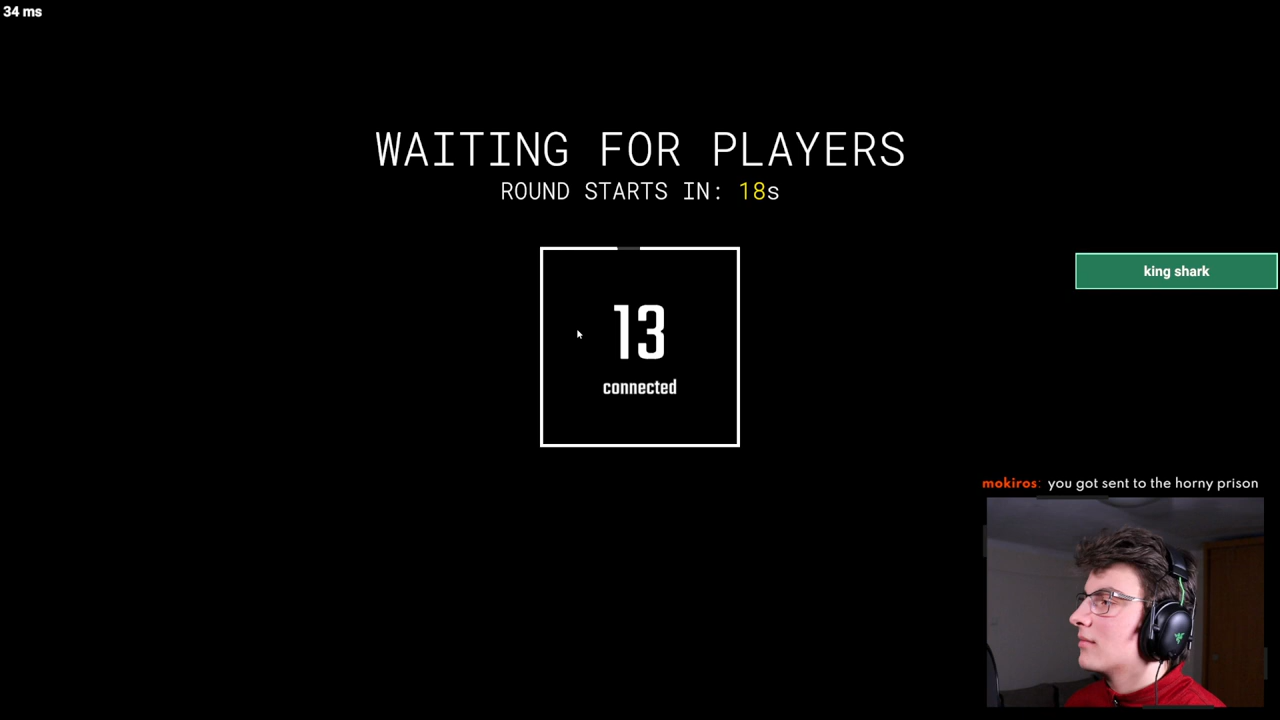 34 ms
WAITING FOR PLAYERS
ROUND STARTS IN: 18s
king shark
13
connected
mokiros: you got sent to the horny prison